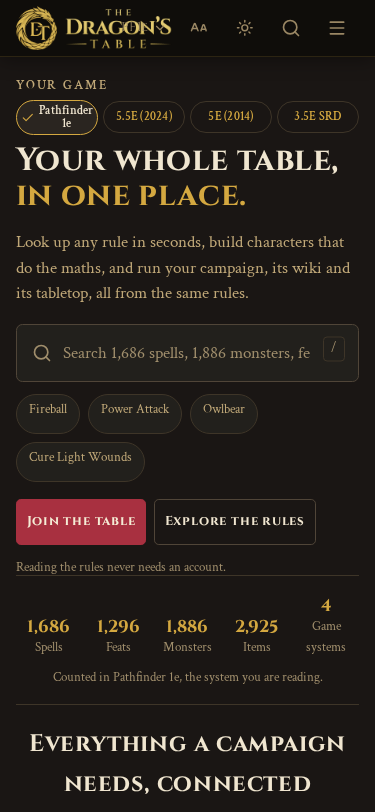 THE
DRAGON'S
TABLE
DT
AA
YOUR GAME
Pathfinder
1e
5.5E (2024)
5E (2014)
3.5E SRD
Your whole table,
in one place.
Look up any rule in seconds, build characters that
do the maths, and run your campaign, its wiki and
its tabletop, all from the same rules.
Search 1,686 spells, 1,886 monsters, fe
/
Fireball
Power Attack
Owlbear
Cure Light Wounds
Join the table
Explore the rules
Reading the rules never needs an account.
1,686
Spells
1,296
Feats
1,886
Monsters
2,925
Items
4
Game
systems
Counted in Pathfinder 1e, the system you are reading.
Everything a campaign
needs, connected